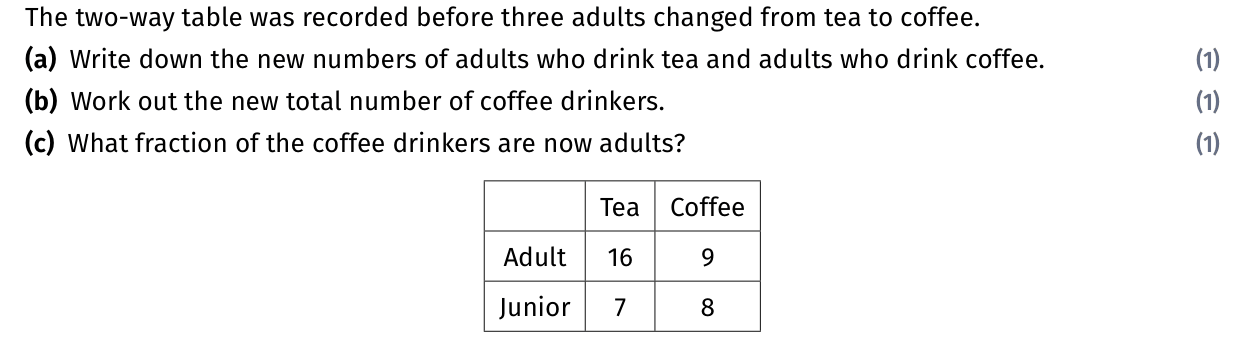 The two-way table was recorded before three adults changed from tea to coffee.
(a) Write down the new numbers of adults who drink tea and adults who drink coffee. (1)
(b) Work out the new total number of coffee drinkers. (1)
(c) What fraction of the coffee drinkers are now adults? (1)
Tea Coffee
Adult 16 9
Junior 7 8